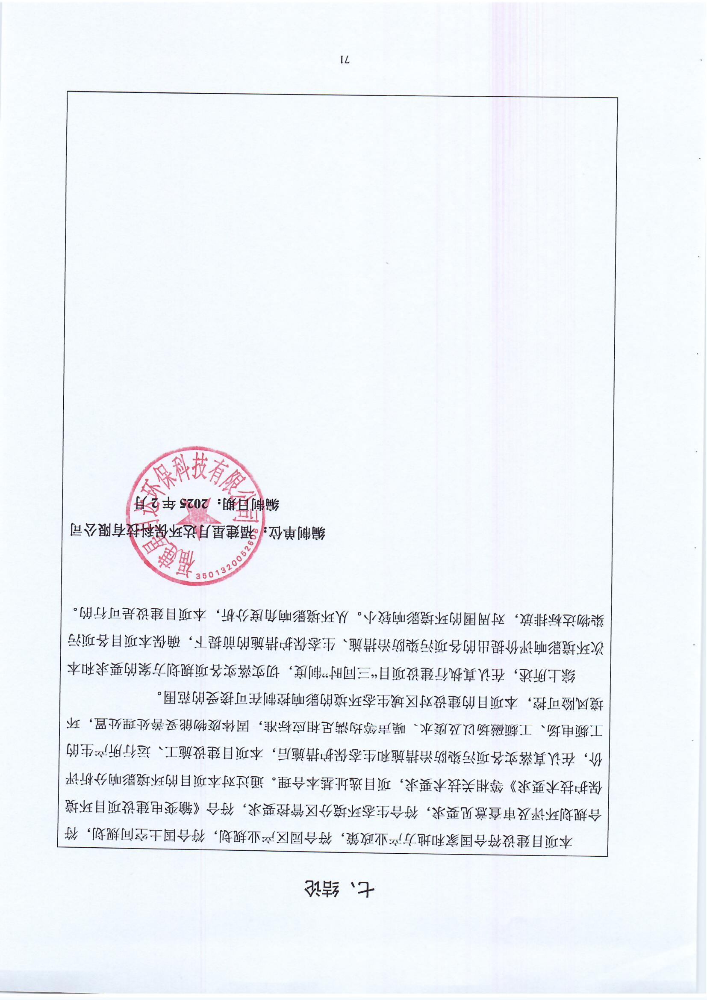 七、结论
本项目建设符合国家和地方产业政策，符合园区产业规划，符合国土空间规划，符
合规划环评及审查意见要求，符合生态环境分区管控要求，符合《输变电建设项目环境
保护技术要求》等相关技术要求，项目选址基本合理。通过对本项目的环境影响分析评
价，在认真落实各项污染防治措施和生态保护措施后，本项目建设施工、运行所产生的
工频电场、工频磁场以及废水、噪声等均满足相应标准，固体废物能妥善处理处置，环
境风险可控，本项目的建设对区域生态环境的影响控制在可接受的范围。
综上所述，在认真执行建设项目“三同时”制度，切实落实各项规划方案的要求和本
次环境影响评价提出的各项污染防治措施、生态保护措施的前提下，确保本项目各项污
染物达标排放，对周围的环境影响较小。从环境影响角度分析，本项目建设是可行的。
编制单位：福建星月达环保科技有限公司
编制日期：2025 年 2 月
福建星月达环保科技有限公司
3501320052608
71